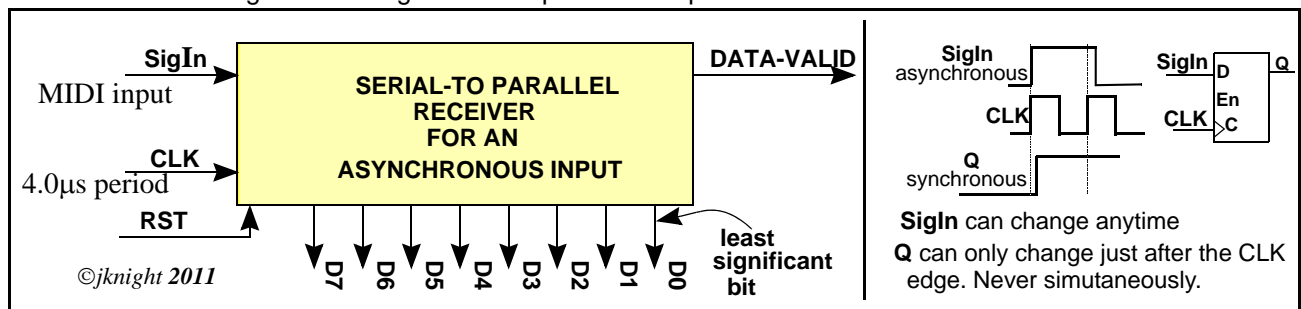 SigIn
MIDI input
CLK
4.0µs period
RST
©jknight 2011
SERIAL-TO PARALLEL
RECEIVER
FOR AN
ASYNCHRONOUS INPUT
DATA-VALID
D7
D6
D5
D4
D3
D2
D1
D0
least
significant
bit
SigIn
asynchronous
CLK
Q
synchronous
SigIn
D
Q
En
CLK
C
SigIn can change anytime
Q can only change just after the CLK
edge. Never simutaneously.